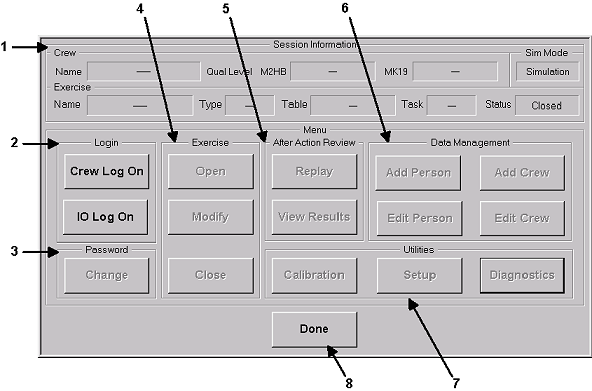 4 5 6
1 Session Information
Crew Sim Mode
Name — Qual Level M2HB — MK19 — Simulation
Exercise
Name — Type — Table — Task — Status Closed
Menu
2 Login Exercise After Action Review Data Management
Crew Log On Open Replay Add Person Add Crew
IO Log On Modify View Results Edit Person Edit Crew
3 Password Utilities
Change Close Calibration Setup Diagnostics
Done
8 7